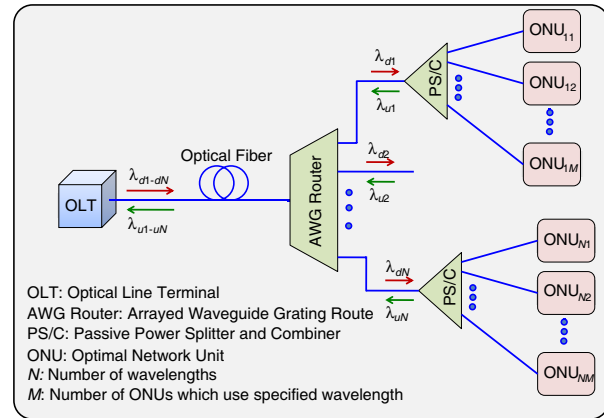 ONU11
λd1
PS/C
λu1
ONU12
Optical Fiber
λd2
ONU1M
λd1-dN
AWG Router
OLT
λu2
λu1-uN
ONUN1
λdN
PS/C
OLT: Optical Line Terminal
λuN
ONUN2
AWG Router: Arrayed Waveguide Grating Route
PS/C: Passive Power Splitter and Combiner
ONU: Optimal Network Unit
N: Number of wavelengths
ONUNM
M: Number of ONUs which use specified wavelength